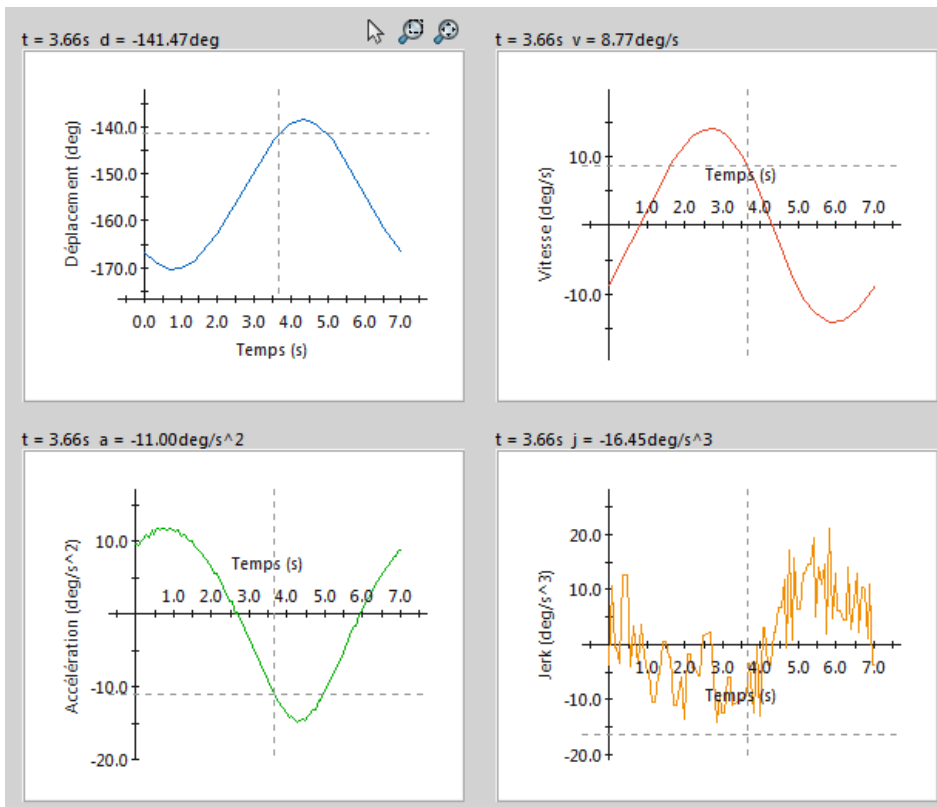 t = 3.66s d = -141.47deg
Déplacement (deg)
-140.0
-150.0
-160.0
-170.0
0.0 1.0 2.0 3.0 4.0 5.0 6.0 7.0
Temps (s)
t = 3.66s v = 8.77deg/s
Vitesse (deg/s)
10.0
Temps (s)
1.0 2.0 3.0 4.0 5.0 6.0 7.0
-10.0
t = 3.66s a = -11.00deg/s^2
Accélération (deg/s^2)
10.0
Temps (s)
1.0 2.0 3.0 4.0 5.0 6.0 7.0
-10.0
-20.0
t = 3.66s j = -16.45deg/s^3
Jerk (deg/s^3)
20.0
10.0
1.0 2.0 3.0 4.0 5.0 6.0 7.0
Temps (s)
-10.0
-20.0